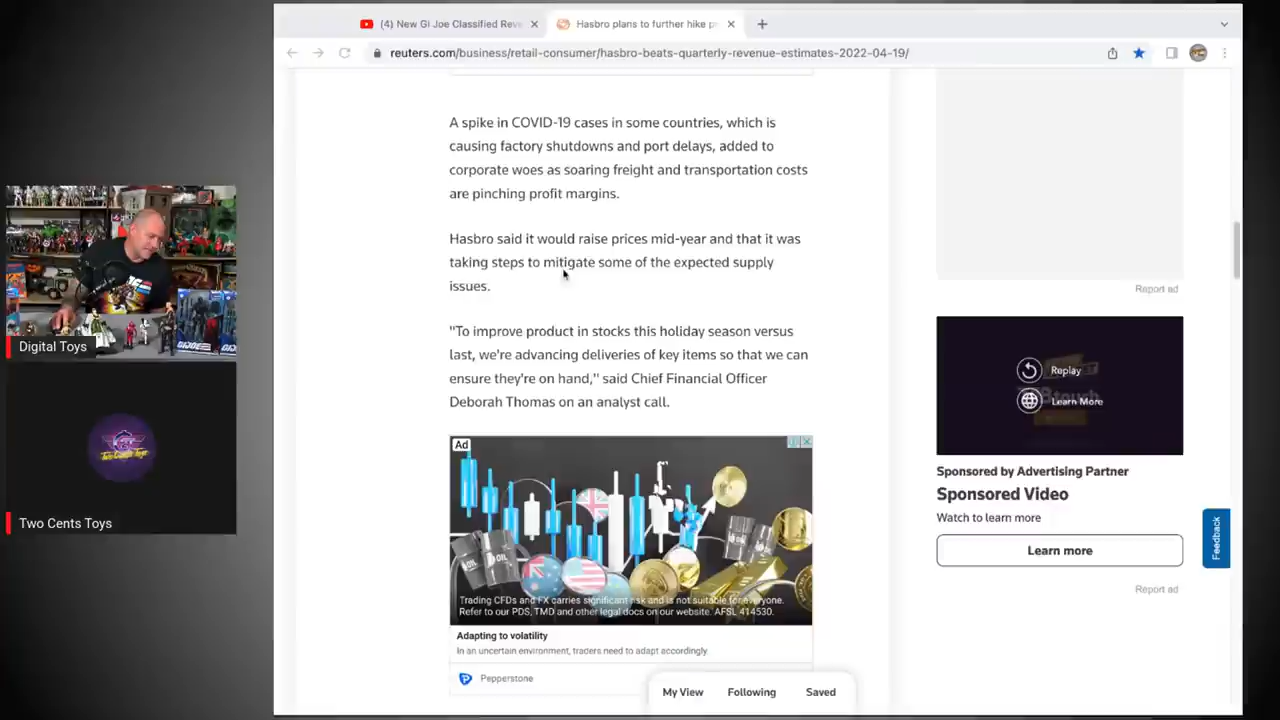 (4) New Gi Joe Classified Reve
Hasbro plans to further hike pr
reuters.com/business/retail-consumer/hasbro-beats-quarterly-revenue-estimates-2022-04-19/
A spike in COVID-19 cases in some countries, which is
causing factory shutdowns and port delays, added to
corporate woes as soaring freight and transportation costs
are pinching profit margins.
Hasbro said it would raise prices mid-year and that it was
taking steps to mitigate some of the expected supply
issues.
"To improve product in stocks this holiday season versus
last, we're advancing deliveries of key items so that we can
ensure they're on hand," said Chief Financial Officer
Deborah Thomas on an analyst call.
Ad
OIL
OIL
Trading CFDs and FX carries significant risk and is not suitable for everyone.
Refer to our PDS, TMD and other legal docs on our website. AFSL 414530.
Adapting to volatility
In an uncertain environment, traders need to adapt accordingly.
Pepperstone
My View
Following
Saved
Report ad
Replay
Learn More
Sponsored by Advertising Partner
Sponsored Video
Watch to learn more
Learn more
Report ad
Feedback
Digital Toys
Two Cents Toys
Two Cents Toys